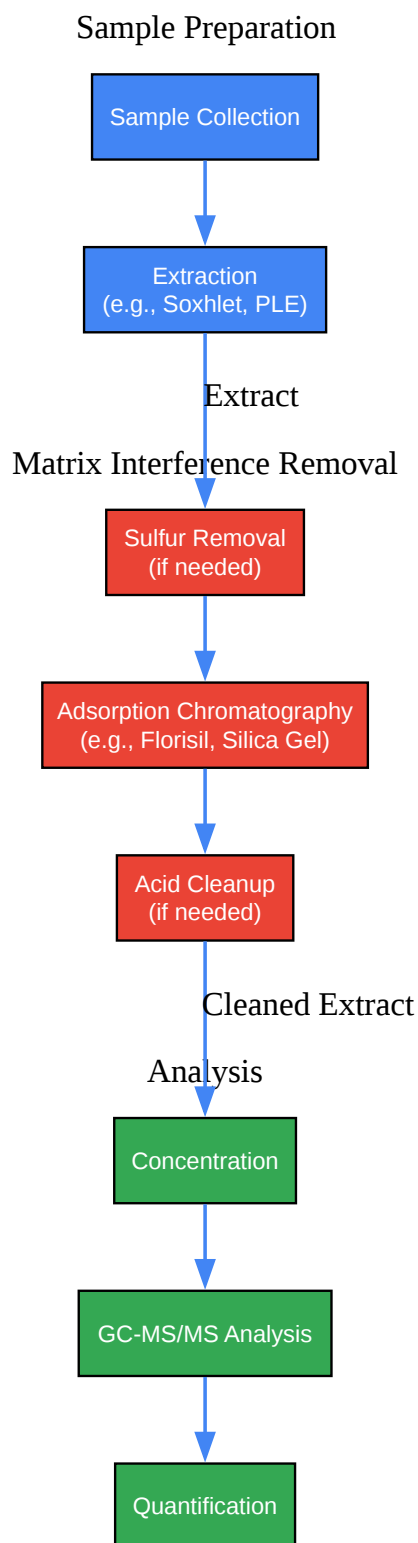 Sample Preparation
Sample Collection
Extraction
(e.g., Soxhlet, PLE)
Extract
Matrix Interference Removal
Sulfur Removal
(if needed)
Adsorption Chromatography
(e.g., Florisil, Silica Gel)
Acid Cleanup
(if needed)
Cleaned Extract
Analysis
Concentration
GC-MS/MS Analysis
Quantification